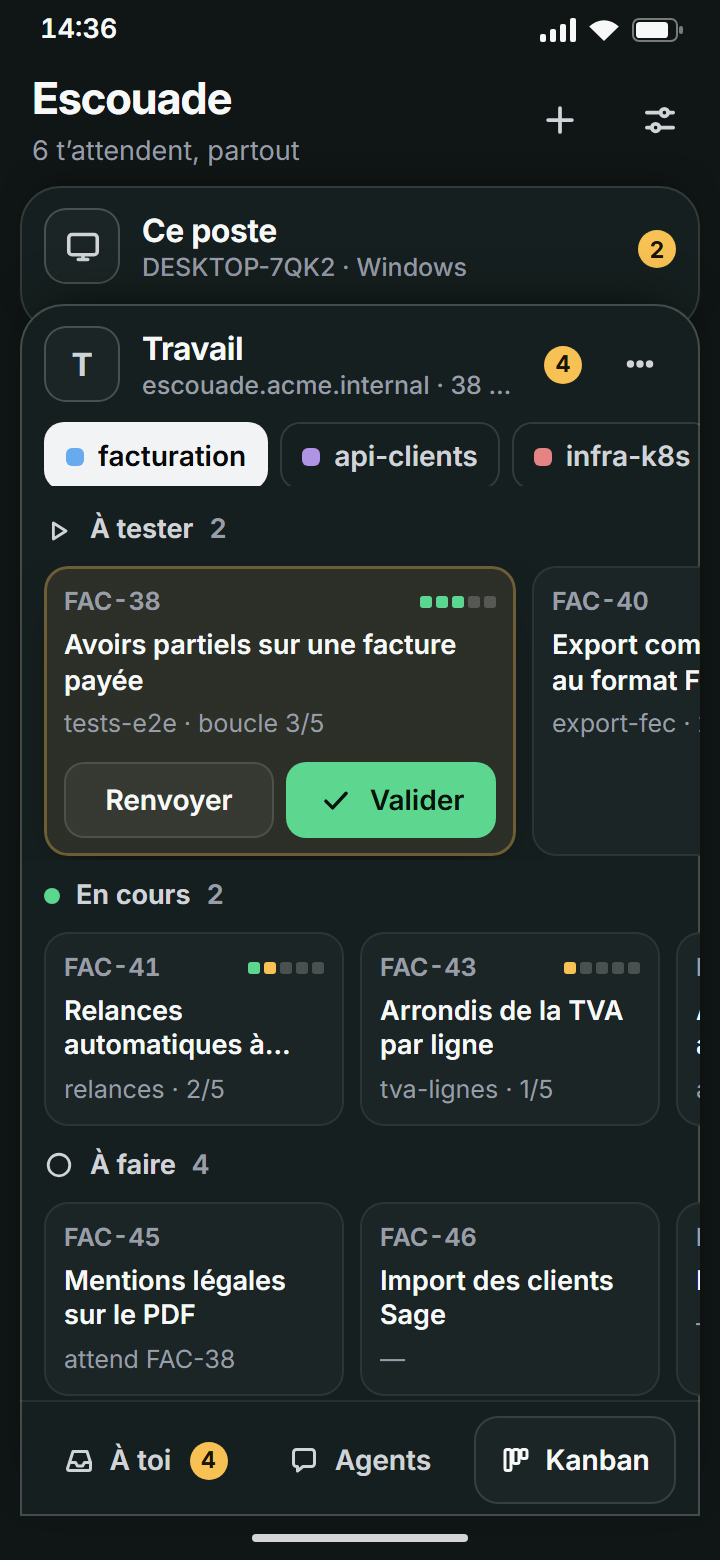 14:36
Escouade
6 t’attendent, partout
Ce poste
DESKTOP-7QK2 · Windows
2
T
Travail
escouade.acme.internal · 38 …
4
facturation
api-clients
infra-k8s
À tester 2
FAC-38
Avoirs partiels sur une facture
payée
tests-e2e · boucle 3/5
Renvoyer
Valider
FAC-40
Export com
au format F
export-fec ·
En cours 2
FAC-41
Relances
automatiques à…
relances · 2/5
FAC-43
Arrondis de la TVA
par ligne
tva-lignes · 1/5
À faire 4
FAC-45
Mentions légales
sur le PDF
attend FAC-38
FAC-46
Import des clients
Sage
—
À toi 4
Agents
Kanban